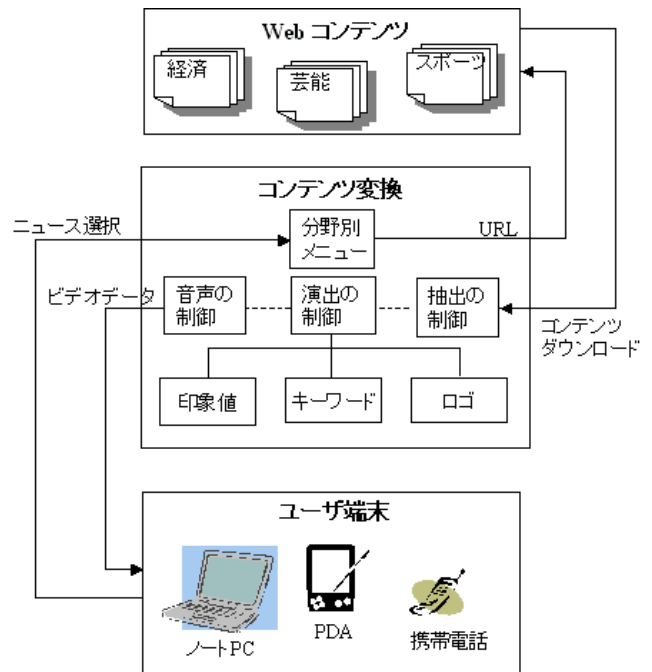 Web コンテンツ
経済
芸能
スポーツ
コンテンツ変換
ニュース選択
分野別
メニュー
URL
ビデオデータ
音声の
制御
演出の
制御
抽出の
制御
コンテンツ
ダウンロード
印象値
キーワード
ロゴ
ユーザ端末
ノートPC
PDA
携帯電話